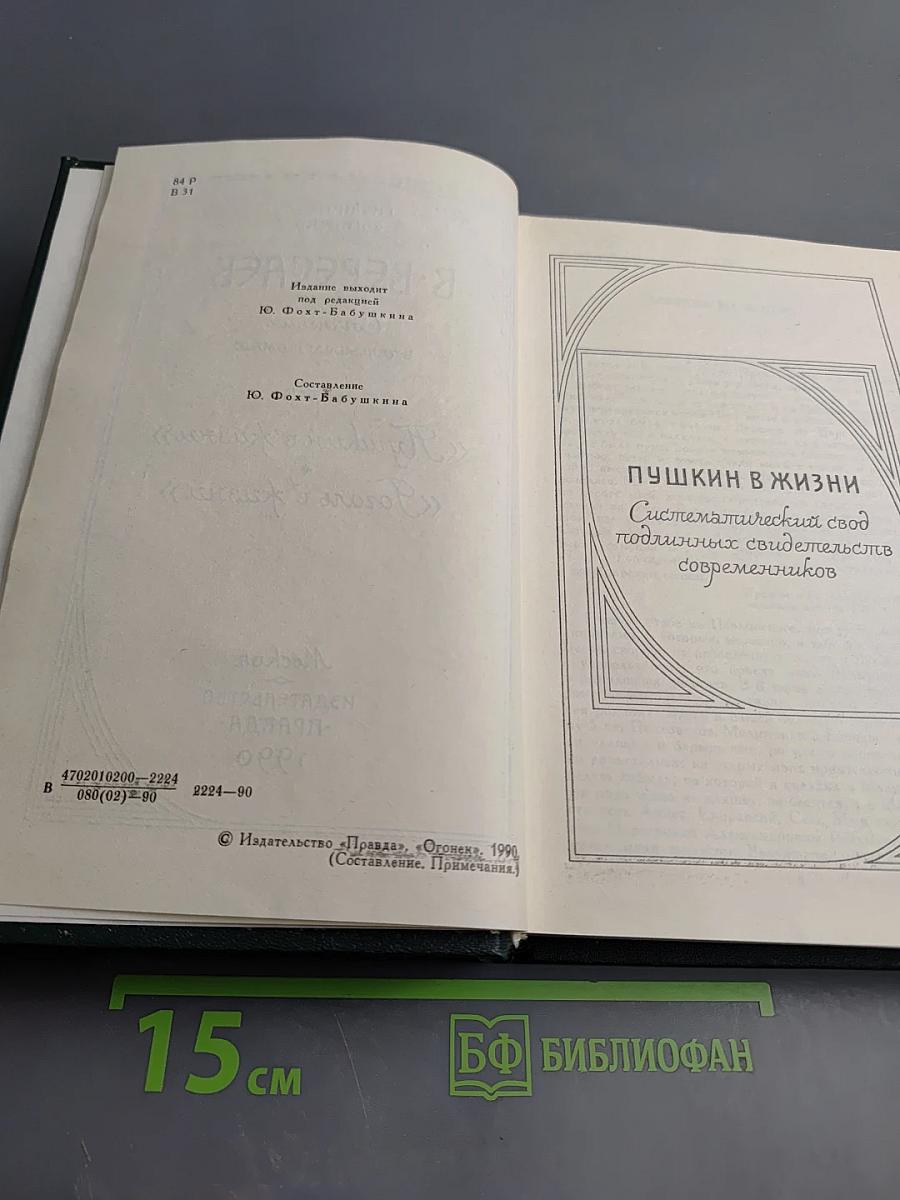 84 Р
В 31
Издание выходит
под редакцией
Ю. Фохт-Бабушкина
Составление
Ю. Фохт-Бабушкина
В 4702010200—2224
080(02)—90
2224—90
© Издательство «Правда», «Огонек», 1990
(Составление. Примечания.)
ПУШКИН В ЖИЗНИ
Систематический свод
подлинных свидетельств
современников
15 см
БФ БИБЛИОФАН